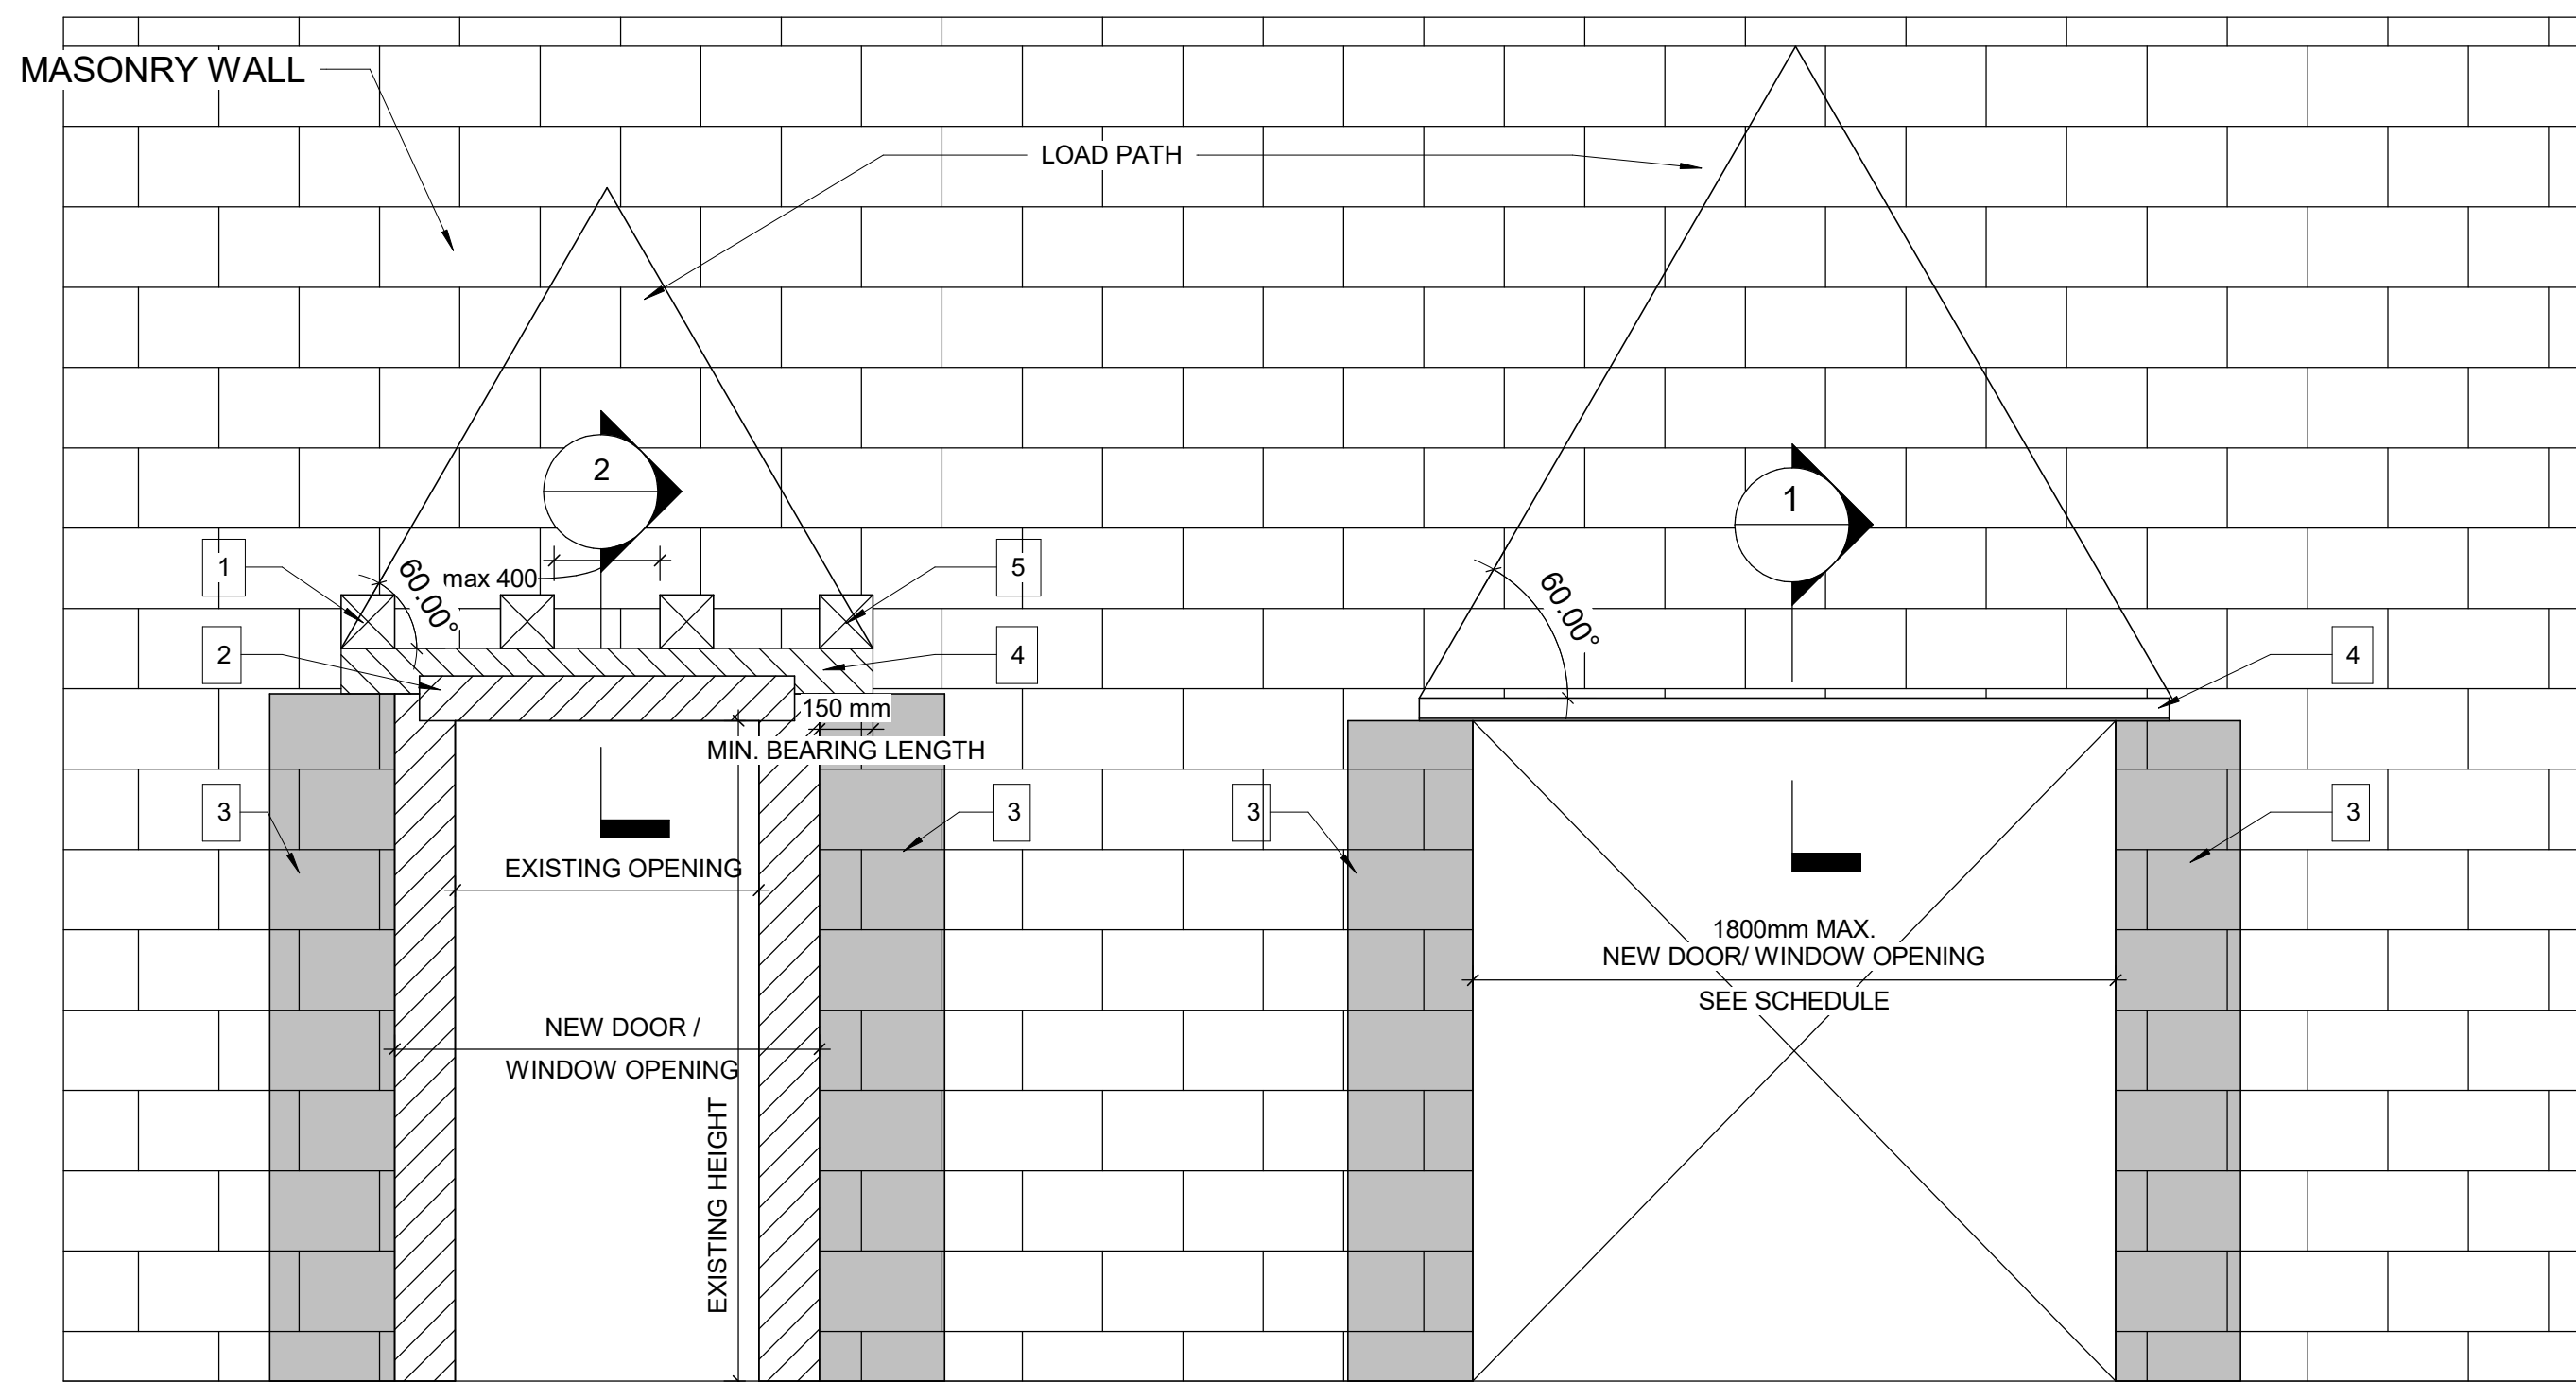 MASONRY WALL
LOAD PATH
2
1
1
60.00°
max 400
5
60.00°
2
4
4
150 mm
MIN. BEARING LENGTH
3
3
3
3
EXISTING OPENING
1800mm MAX.
NEW DOOR/ WINDOW OPENING
SEE SCHEDULE
NEW DOOR /
WINDOW OPENING
EXISTING HEIGHT